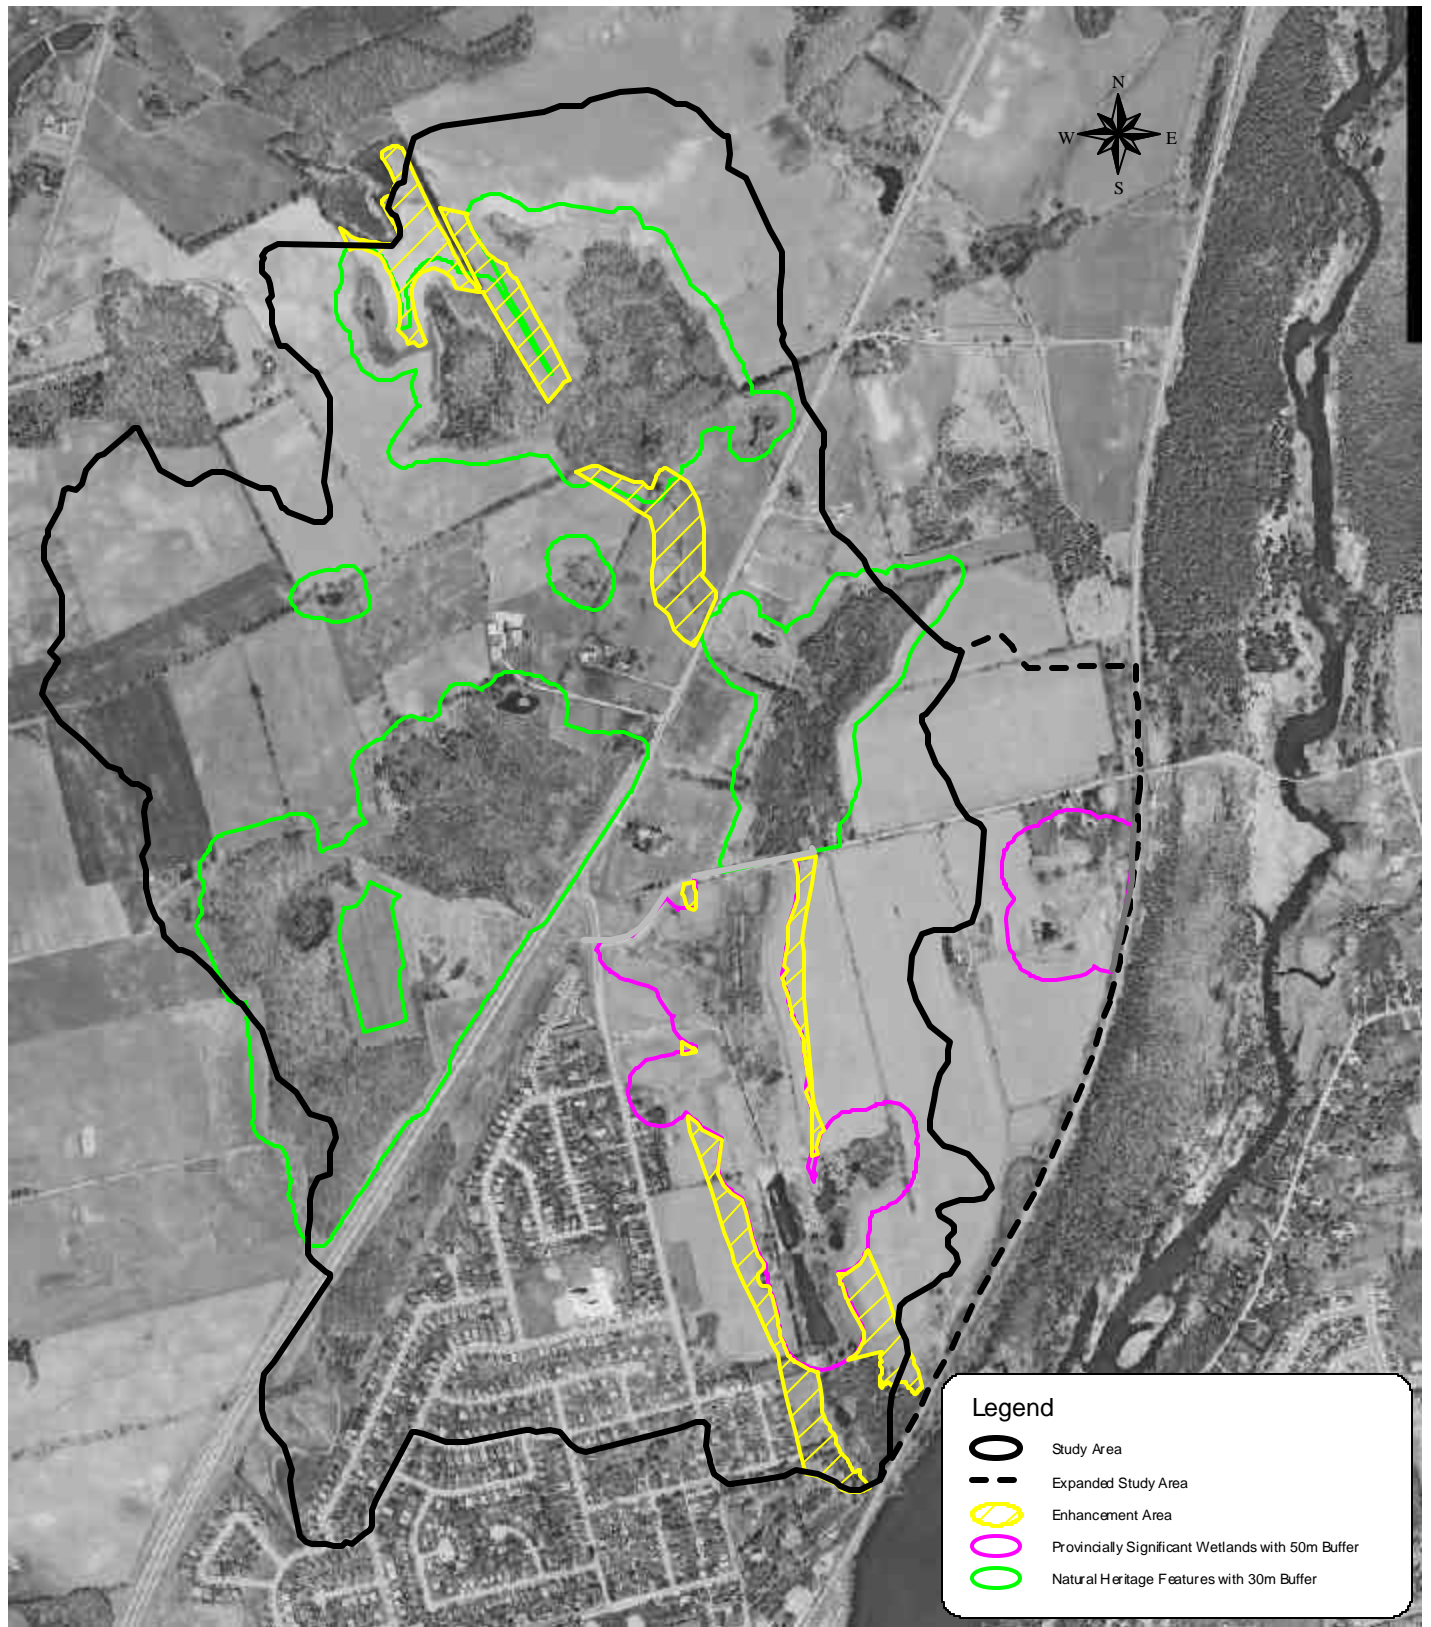 N
W E
S
Legend
Study Area
Expanded Study Area
Enhancement Area
Provincially Significant Wetlands with 50m Buffer
Natural Heritage Features with 30m Buffer